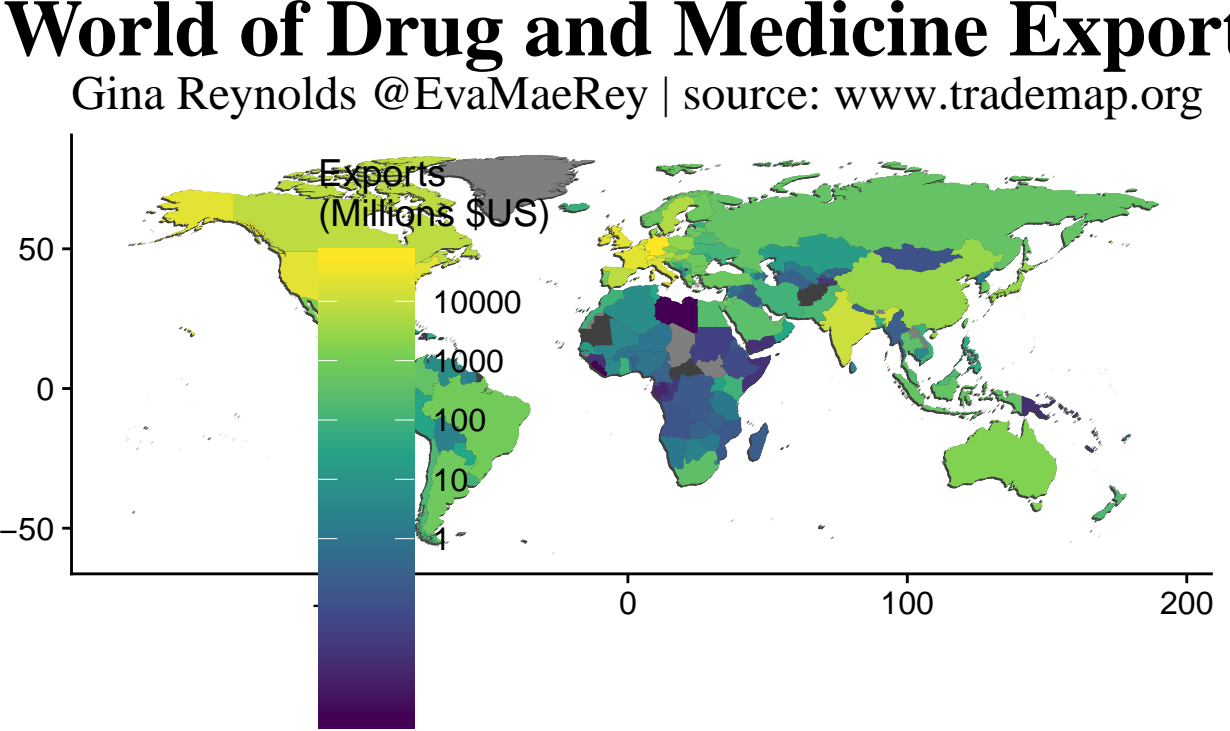 World of Drug and Medicine Export
Gina Reynolds @EvaMaeRey | source: www.trademap.org
Exports
(Millions $US)
10000
1000
100
10
1
50
0
−50
0
100
200